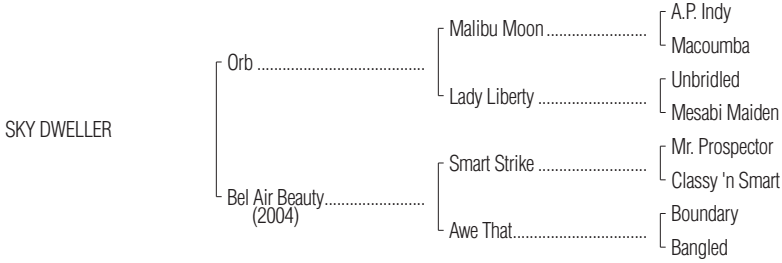 A.P. Indy
Malibu Moon
Macoumba
Orb
Unbridled
Lady Liberty
Mesabi Maiden
SKY DWELLER
Mr. Prospector
Smart Strike
Classy 'n Smart
Bel Air Beauty
(2004)
Boundary
Awe That
Bangled